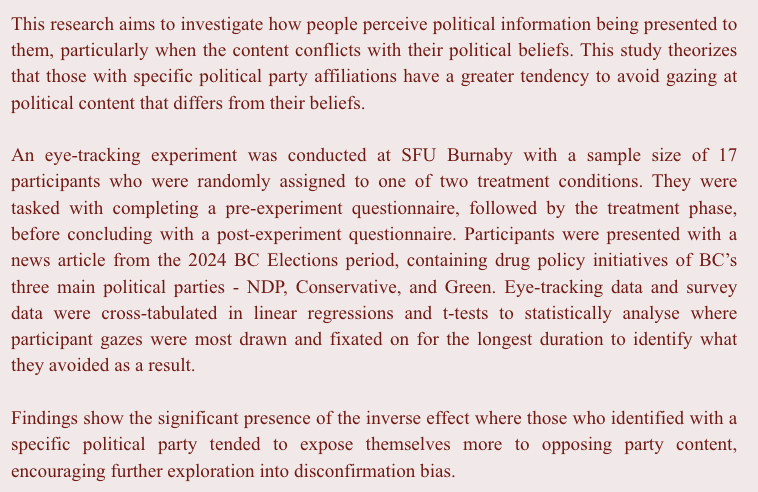 This research aims to investigate how people perceive political information being presented to
them, particularly when the content conflicts with their political beliefs. This study theorizes
that those with specific political party affiliations have a greater tendency to avoid gazing at
political content that differs from their beliefs.
An eye-tracking experiment was conducted at SFU Burnaby with a sample size of 17
participants who were randomly assigned to one of two treatment conditions. They were
tasked with completing a pre-experiment questionnaire, followed by the treatment phase,
before concluding with a post-experiment questionnaire. Participants were presented with a
news article from the 2024 BC Elections period, containing drug policy initiatives of BC’s
three main political parties - NDP, Conservative, and Green. Eye-tracking data and survey
data were cross-tabulated in linear regressions and t-tests to statistically analyse where
participant gazes were most drawn and fixated on for the longest duration to identify what
they avoided as a result.
Findings show the significant presence of the inverse effect where those who identified with a
specific political party tended to expose themselves more to opposing party content,
encouraging further exploration into disconfirmation bias.